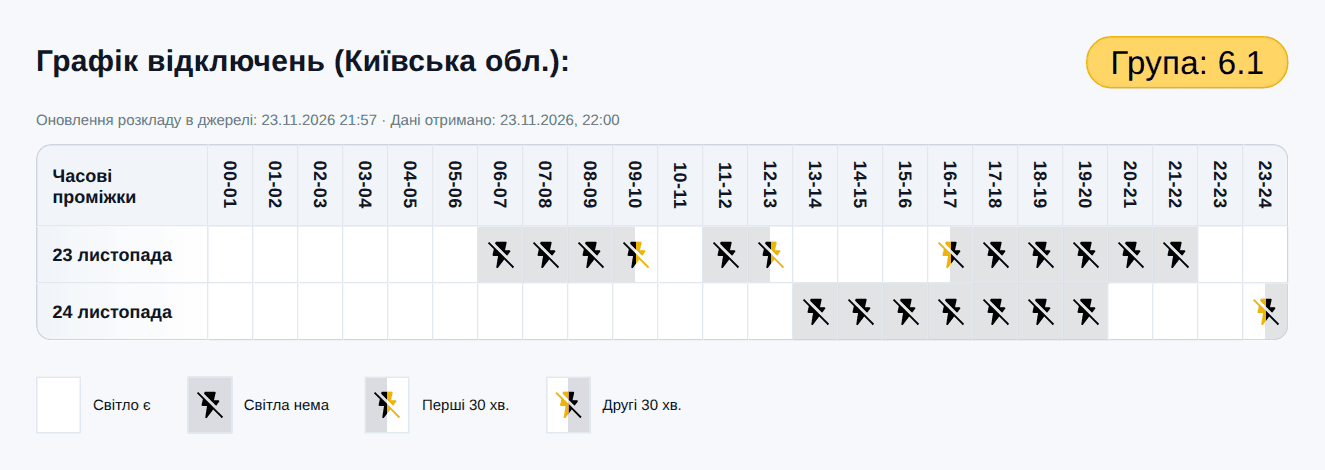 Графік відключень (Київська обл.):
Група: 6.1
Оновлення розкладу в джерелі: 23.11.2026 21:57 · Дані отримано: 23.11.2026, 22:00
Часові
проміжки
00-01 01-02 02-03 03-04 04-05 05-06 06-07 07-08 08-09 09-10 10-11 11-12 12-13 13-14 14-15 15-16 16-17 17-18 18-19 19-20 20-21 21-22 22-23 23-24
23 листопада
24 листопада
Світло є Світла нема Перші 30 хв. Другі 30 хв.